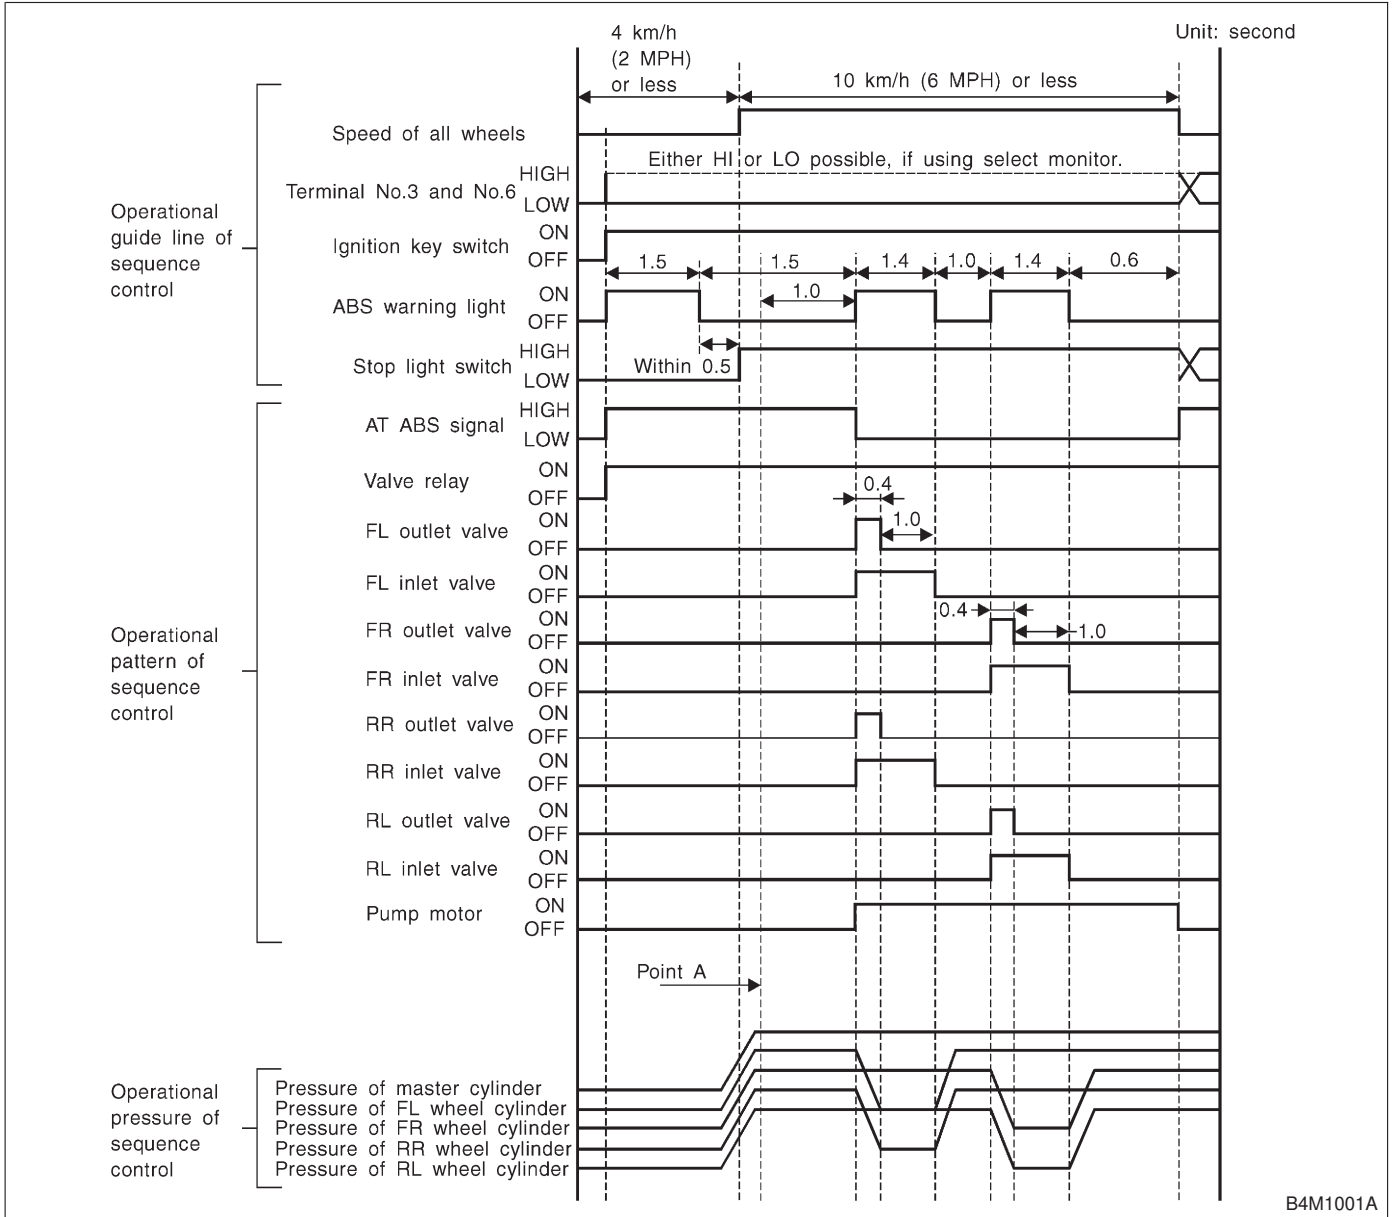 4 km/h
(2 MPH)
or less
Unit: second
10 km/h (6 MPH) or less
Speed of all wheels
Either HI or LO possible, if using select monitor.
Terminal No.3 and No.6
HIGH
LOW
Operational
guide line of
sequence
control
Ignition key switch
ON
OFF
1.5
1.5
1.4
1.0
1.4
0.6
ABS warning light
ON
OFF
1.0
Stop light switch
HIGH
LOW
Within 0.5
AT ABS signal
HIGH
LOW
Valve relay
ON
OFF
0.4
FL outlet valve
ON
OFF
1.0
FL inlet valve
ON
OFF
0.4
FR outlet valve
ON
OFF
1.0
Operational
pattern of
sequence
control
FR inlet valve
ON
OFF
RR outlet valve
ON
OFF
RR inlet valve
ON
OFF
RL outlet valve
ON
OFF
RL inlet valve
ON
OFF
Pump motor
ON
OFF
Point A
Operational
pressure of
sequence
control
Pressure of master cylinder
Pressure of FL wheel cylinder
Pressure of FR wheel cylinder
Pressure of RR wheel cylinder
Pressure of RL wheel cylinder
B4M1001A